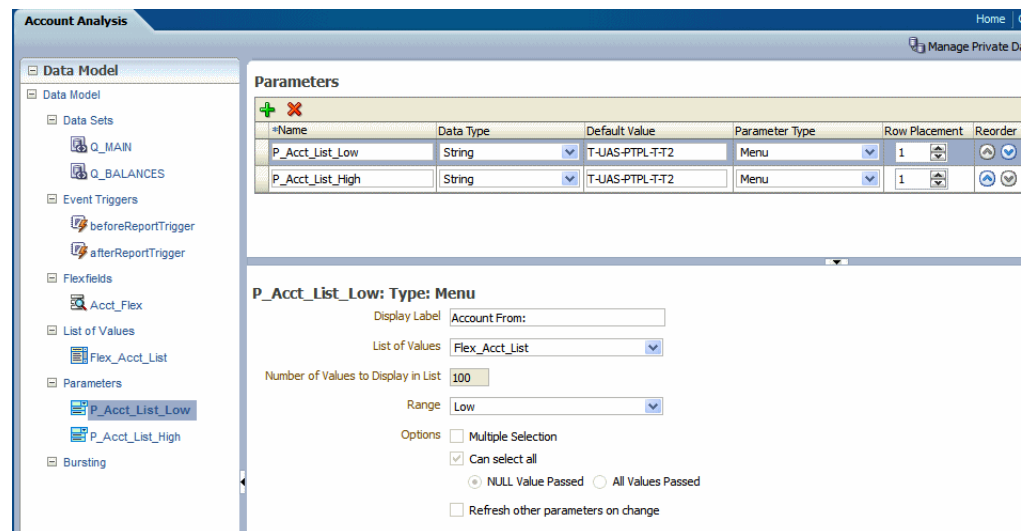 Account Analysis
Home
Manage Private Da
Data Model
Data Model
Data Sets
Q_MAIN
Q_BALANCES
Event Triggers
beforeReportTrigger
afterReportTrigger
Flexfields
Acct_Flex
List of Values
Flex_Acct_List
Parameters
P_Acct_List_Low
P_Acct_List_High
Bursting
Parameters
*Name Data Type Default Value Parameter Type Row Placement Reorder
P_Acct_List_Low String T-UAS-PTPL-T-T2 Menu 1
P_Acct_List_High String T-UAS-PTPL-T-T2 Menu 1
P_Acct_List_Low: Type: Menu
Display Label Account From:
List of Values Flex_Acct_List
Number of Values to Display in List 100
Range Low
Options Multiple Selection
Can select all
NULL Value Passed All Values Passed
Refresh other parameters on change